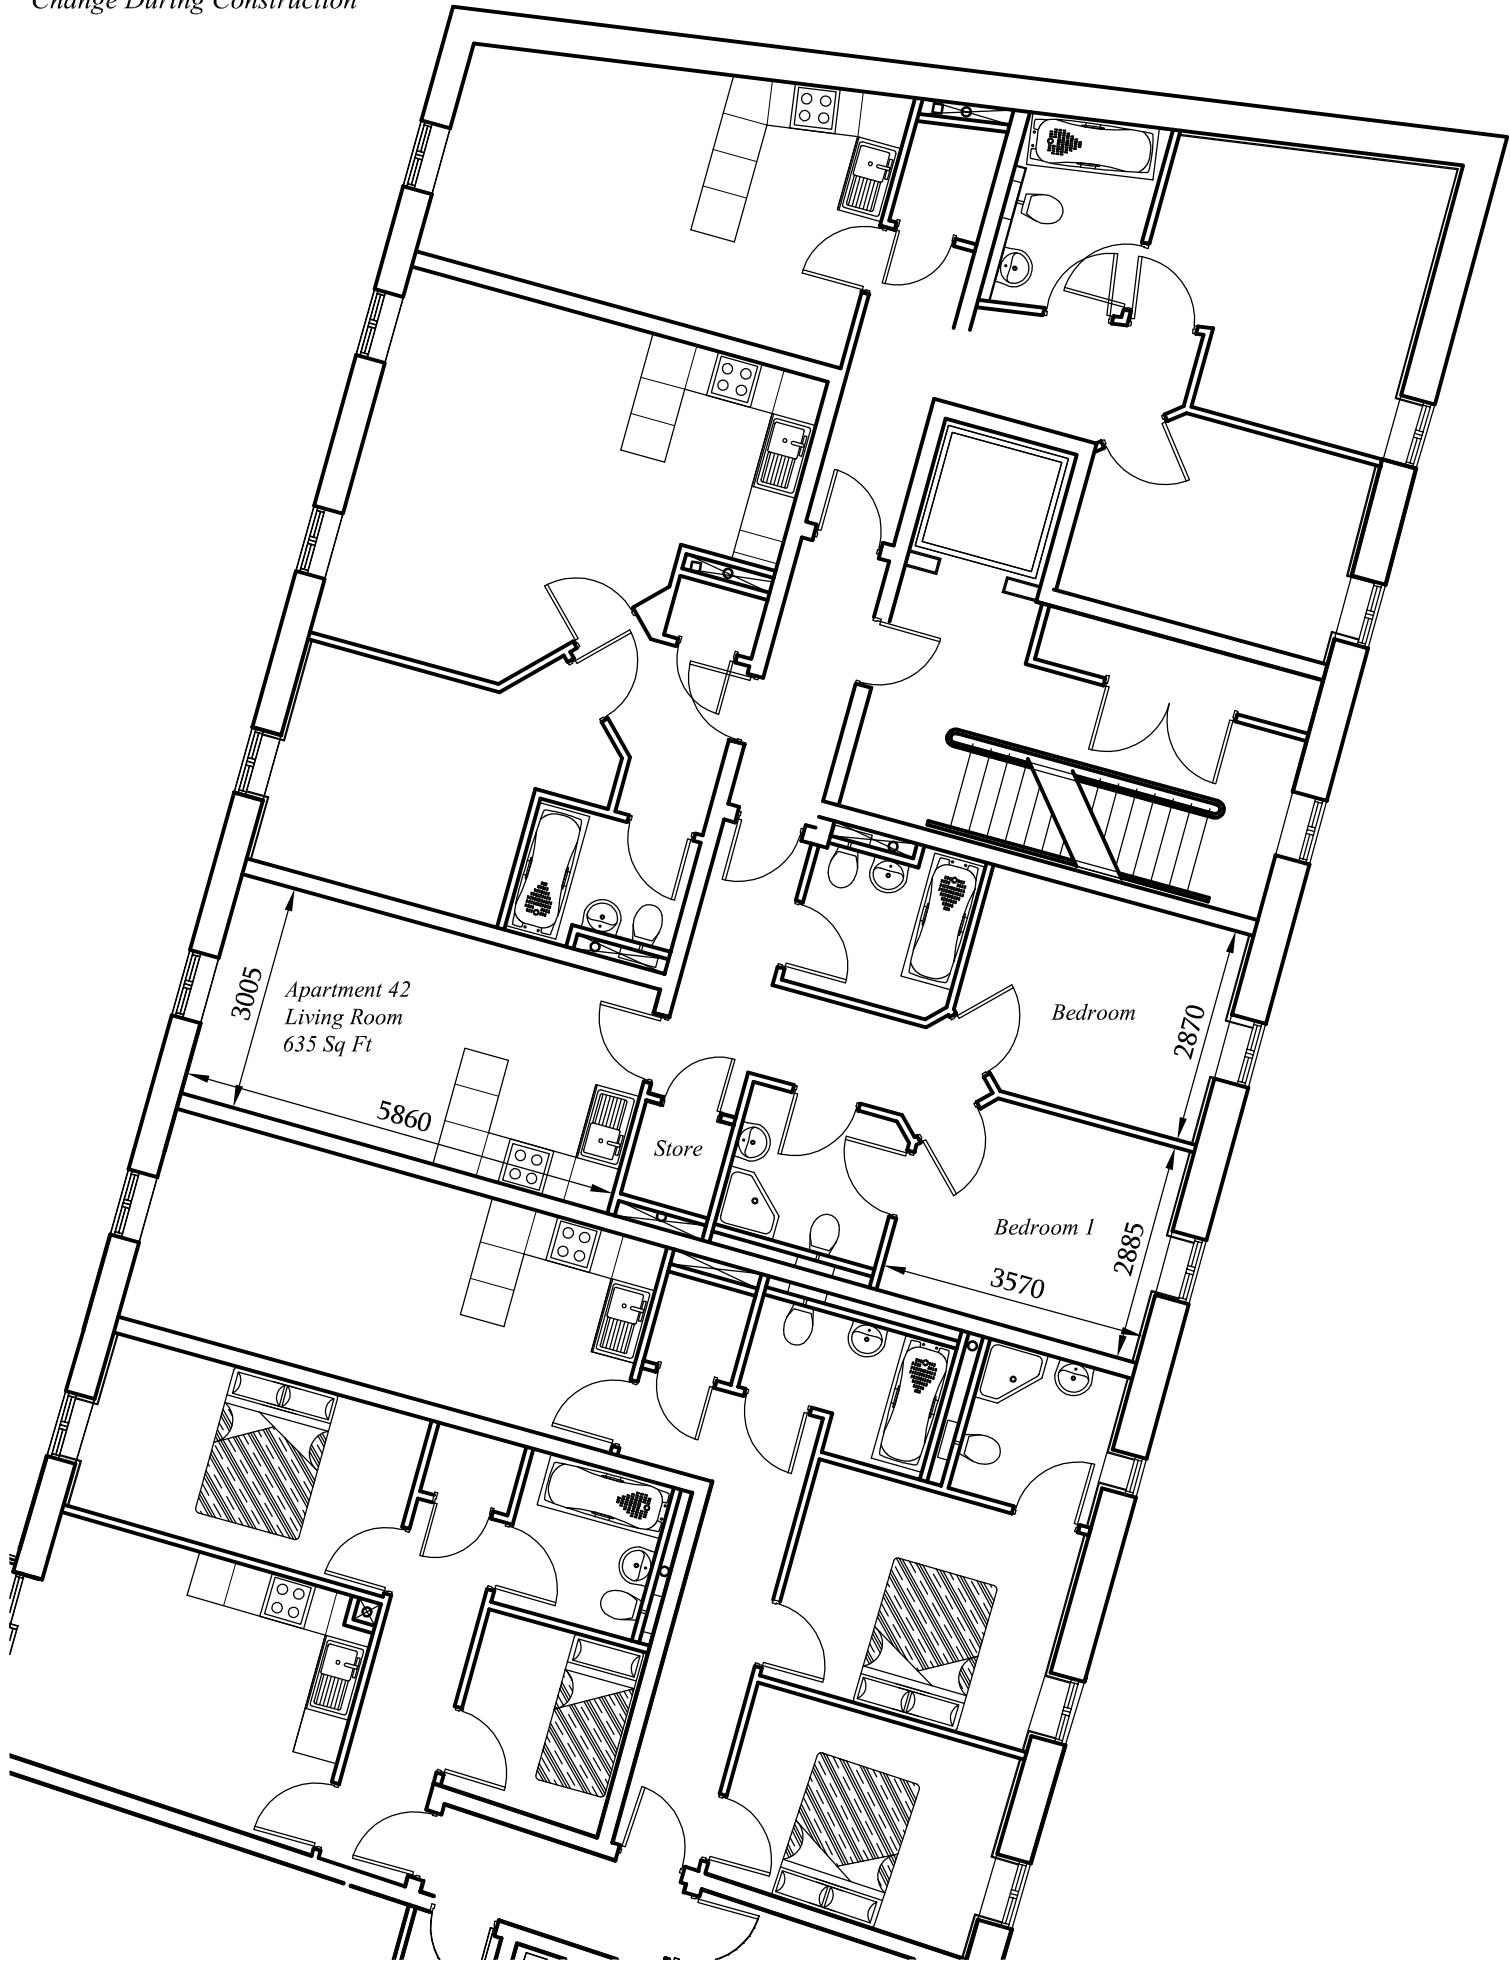 Change During Construction
Apartment 42
Living Room
635 Sq Ft
3005
5860
Store
Bedroom
2870
Bedroom 1
2885
3570